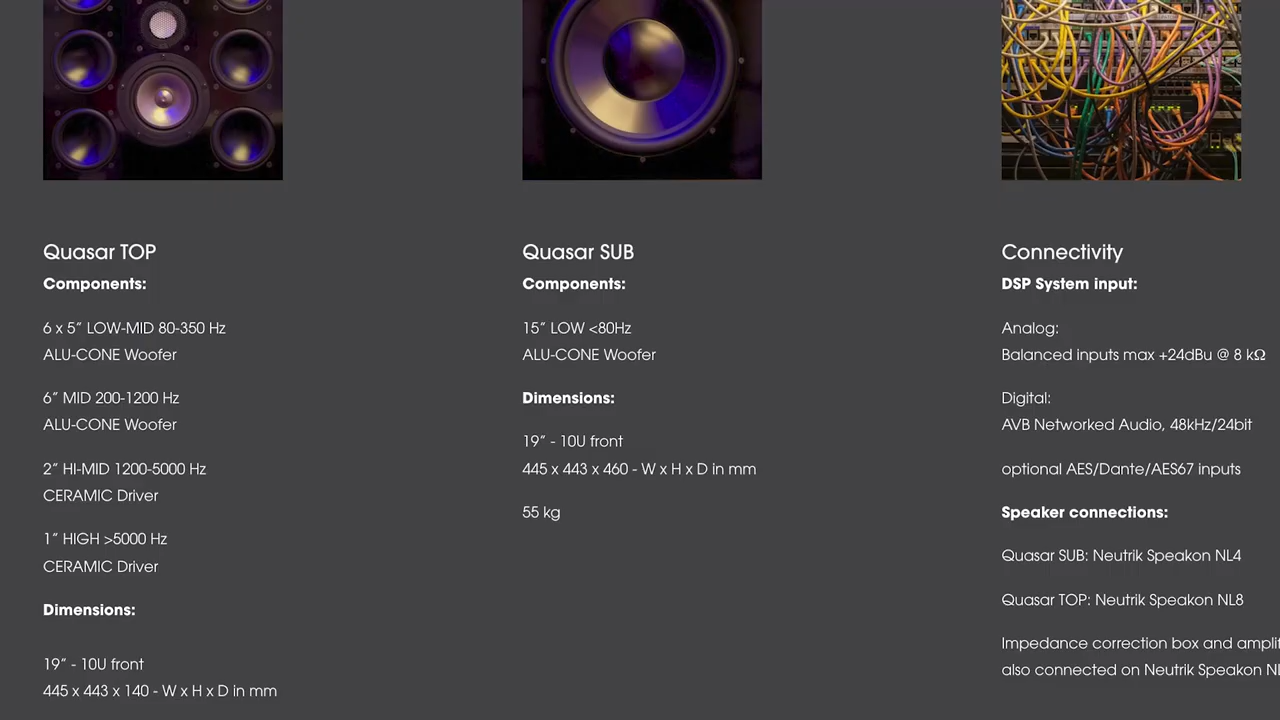 Quasar TOP
Components:
6 x 5” LOW-MID 80-350 Hz
ALU-CONE Woofer
6” MID 200-1200 Hz
ALU-CONE Woofer
2” HI-MID 1200-5000 Hz
CERAMIC Driver
1” HIGH >5000 Hz
CERAMIC Driver
Dimensions:
19” - 10U front
445 x 443 x 140 - W x H x D in mm
Quasar SUB
Components:
15” LOW <80Hz
ALU-CONE Woofer
Dimensions:
19” - 10U front
445 x 443 x 460 - W x H x D in mm
55 kg
Connectivity
DSP System input:
Analog:
Balanced inputs max +24dBu @ 8 kΩ
Digital:
AVB Networked Audio, 48kHz/24bit
optional AES/Dante/AES67 inputs
Speaker connections:
Quasar SUB: Neutrik Speakon NL4
Quasar TOP: Neutrik Speakon NL8
Impedance correction box and
also connected on Neutrik Speakon